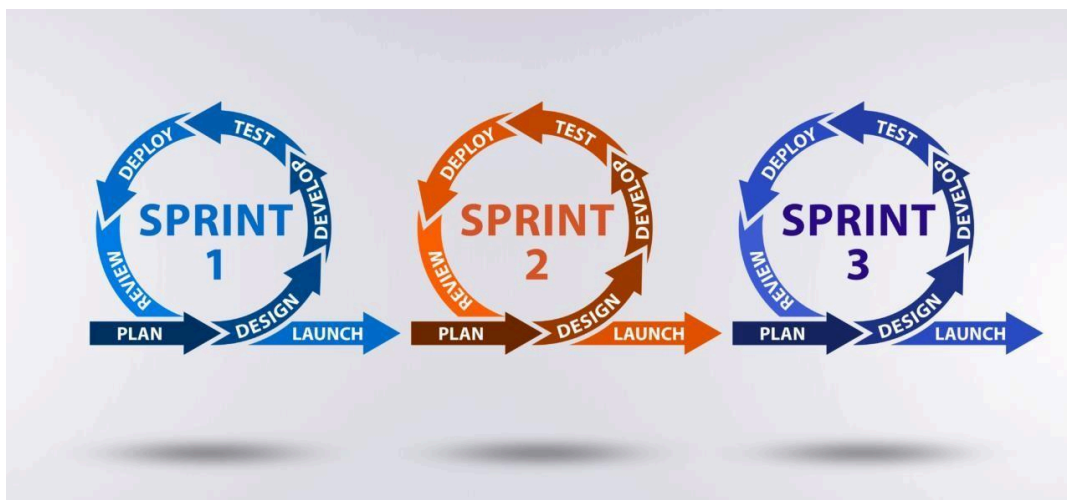 SPRINT
1
PLAN
DESIGN
DEVELOP
TEST
DEPLOY
REVIEW
LAUNCH
SPRINT
2
PLAN
DESIGN
DEVELOP
TEST
DEPLOY
REVIEW
LAUNCH
SPRINT
3
PLAN
DESIGN
DEVELOP
TEST
DEPLOY
REVIEW
LAUNCH